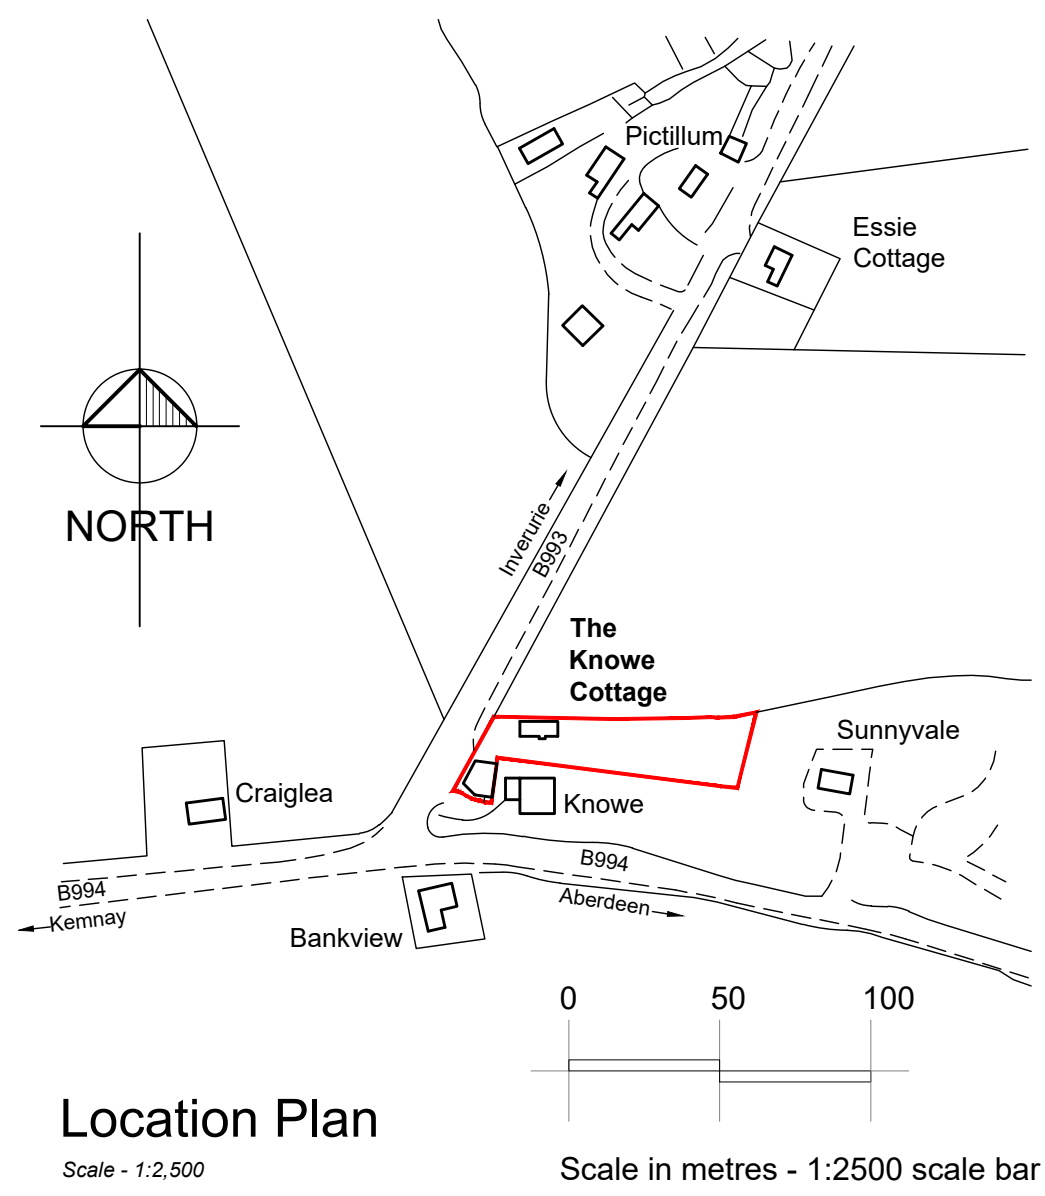 Pictillum
Essie
Cottage
NORTH
Inverurie
B993
The
Knowe
Cottage
Sunnyvale
Craiglea
Knowe
B994
B994
Kemnay
Aberdeen
Bankview
0 50 100
Location Plan
Scale - 1:2,500
Scale in metres - 1:2500 scale bar